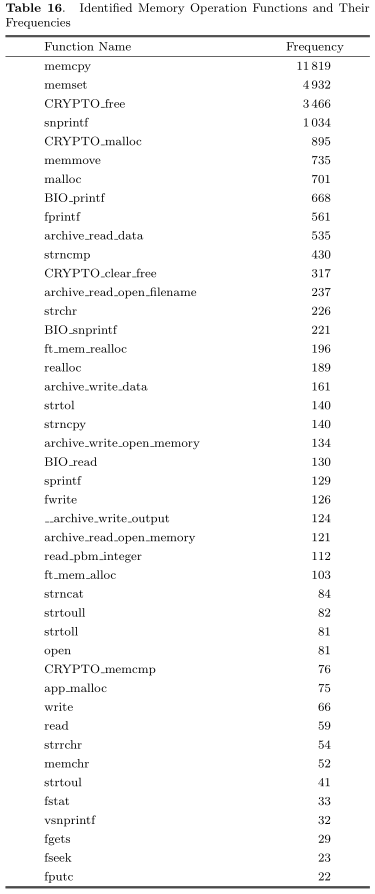 Table 16. Identified Memory Operation Functions and Their
Frequencies
Function Name Frequency
memcpy 11 819
memset 4 932
CRYPTO_free 3 466
snprintf 1 034
CRYPTO_malloc 895
memmove 735
malloc 701
BIO_printf 668
fprintf 561
archive_read_data 535
strncmp 430
CRYPTO_clear_free 317
archive_read_open_filename 237
strchr 226
BIO_snprintf 221
ft_mem_realloc 196
realloc 189
archive_write_data 161
strtol 140
strncpy 140
archive_write_open_memory 134
BIO_read 130
sprintf 129
fwrite 126
__archive_write_output 124
archive_read_open_memory 121
read_pbm_integer 112
ft_mem_alloc 103
strncat 84
strtoull 82
strtoll 81
open 81
CRYPTO_memcmp 76
app_malloc 75
write 66
read 59
strrchr 54
memchr 52
strtoul 41
fstat 33
vsnprintf 32
fgets 29
fseek 23
fputc 22